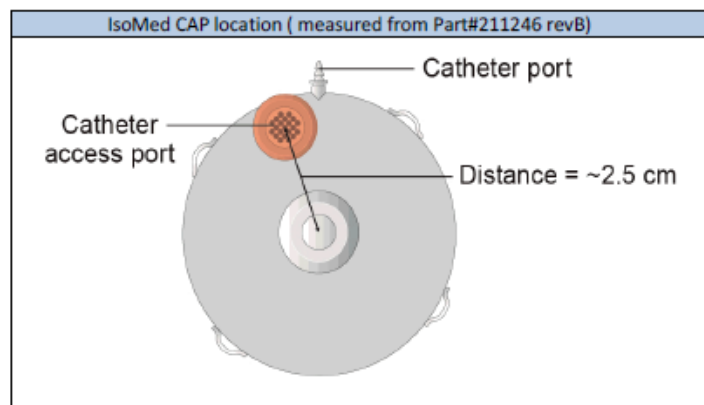 IsoMed CAP location ( measured from Part#211246 revB)
Catheter port
Catheter
access port
Distance = ~2.5 cm